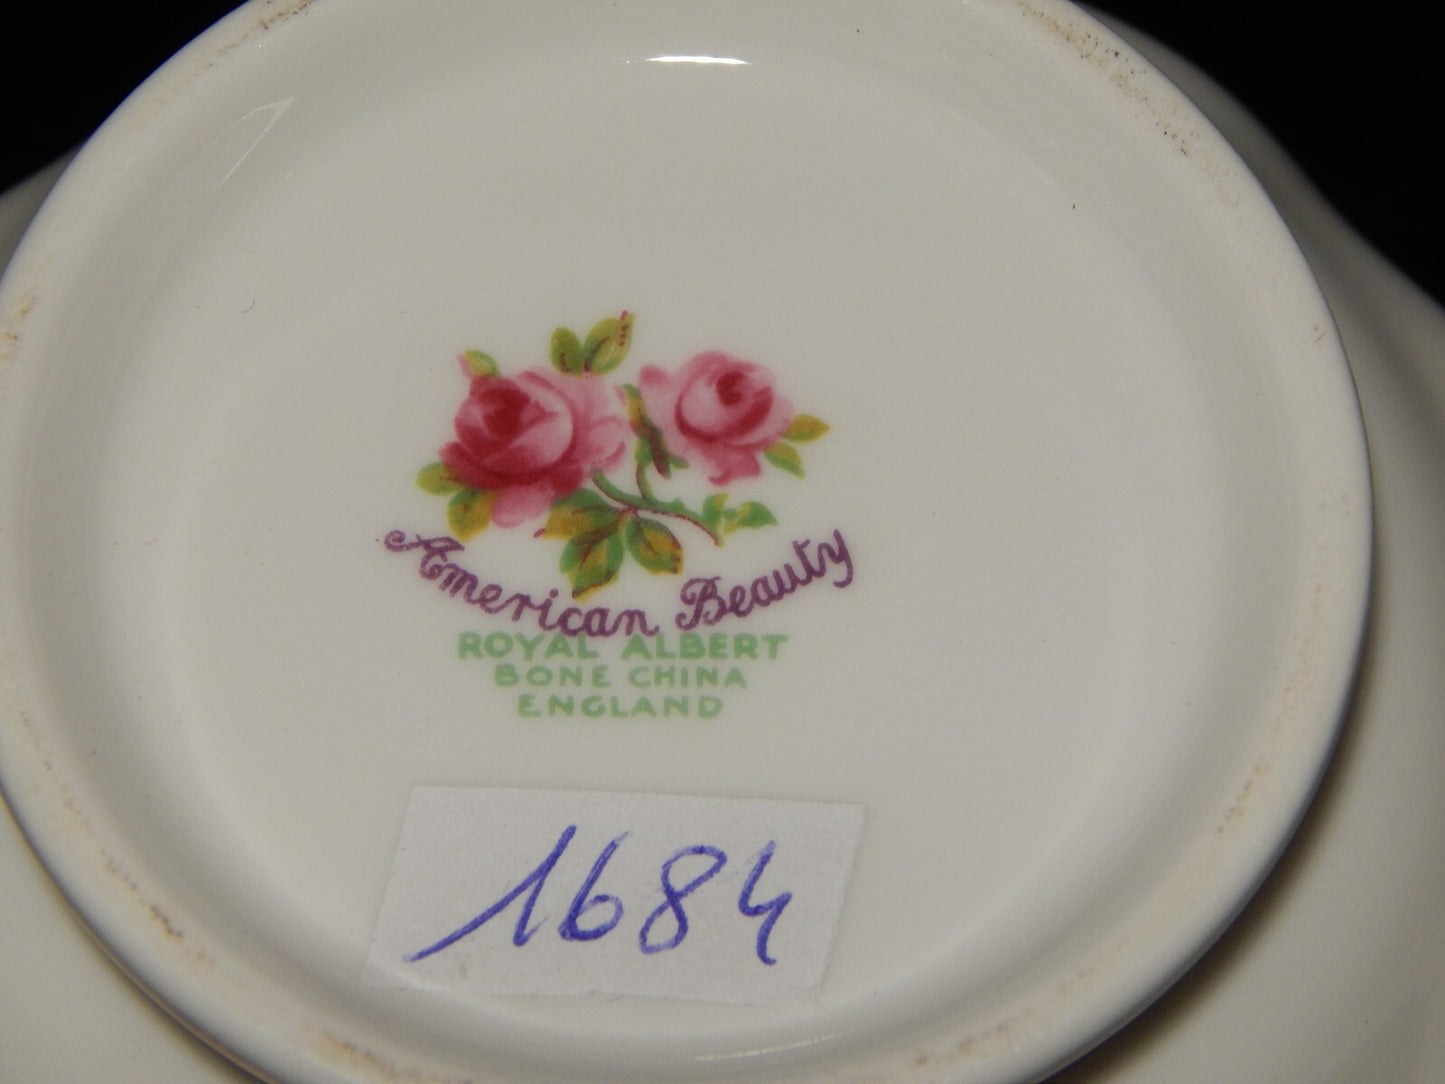 American Beauty
ROYAL ALBERT
BONE CHINA
ENGLAND
1684